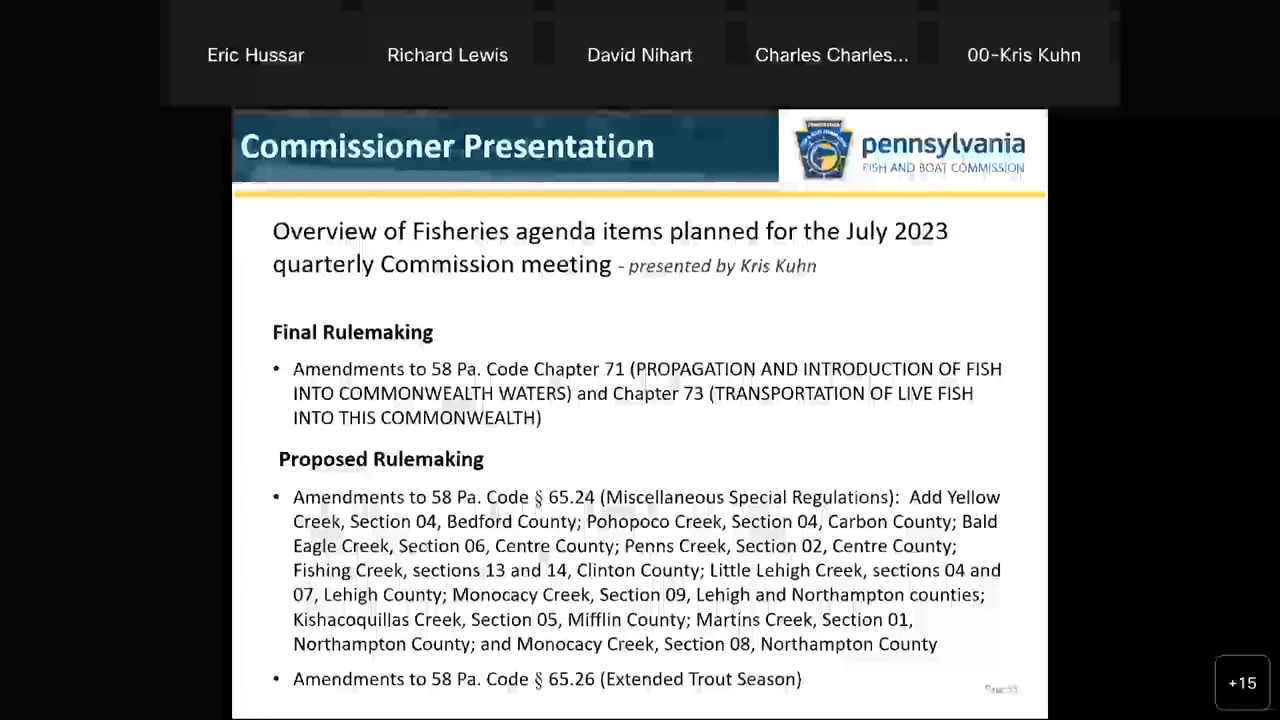 Eric Hussar Richard Lewis David Nihart Charles Charles... 00-Kris Kuhn
Commissioner Presentation
pennsylvania
FISH AND BOAT COMMISSION
Overview of Fisheries agenda items planned for the July 2023
quarterly Commission meeting - presented by Kris Kuhn
Final Rulemaking
• Amendments to 58 Pa. Code Chapter 71 (PROPAGATION AND INTRODUCTION OF FISH
INTO COMMONWEALTH WATERS) and Chapter 73 (TRANSPORTATION OF LIVE FISH
INTO THIS COMMONWEALTH)
Proposed Rulemaking
• Amendments to 58 Pa. Code § 65.24 (Miscellaneous Special Regulations): Add Yellow
Creek, Section 04, Bedford County; Pohopoco Creek, Section 04, Carbon County; Bald
Eagle Creek, Section 06, Centre County; Penns Creek, Section 02, Centre County;
Fishing Creek, sections 13 and 14, Clinton County; Little Lehigh Creek, sections 04 and
07, Lehigh County; Monocacy Creek, Section 09, Lehigh and Northampton counties;
Kishacoquillas Creek, Section 05, Mifflin County; Martins Creek, Section 01,
Northampton County; and Monocacy Creek, Section 08, Northampton County
• Amendments to 58 Pa. Code § 65.26 (Extended Trout Season)
+15